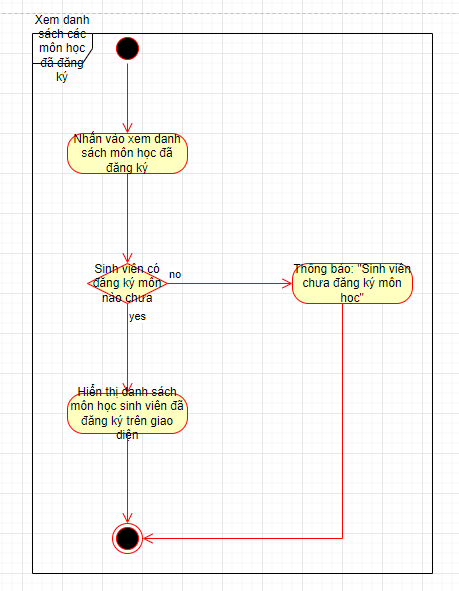 Xem danh
sách các
môn học
đã đăng
ký
Nhấn vào xem danh
sách môn học đã
đăng ký
Sinh viên có
đăng ký môn
nào chưa
no
Thông báo: "Sinh viên
chưa đăng ký môn
học"
yes
Hiển thị danh sách
môn học sinh viên đã
đăng ký trên giao
diện